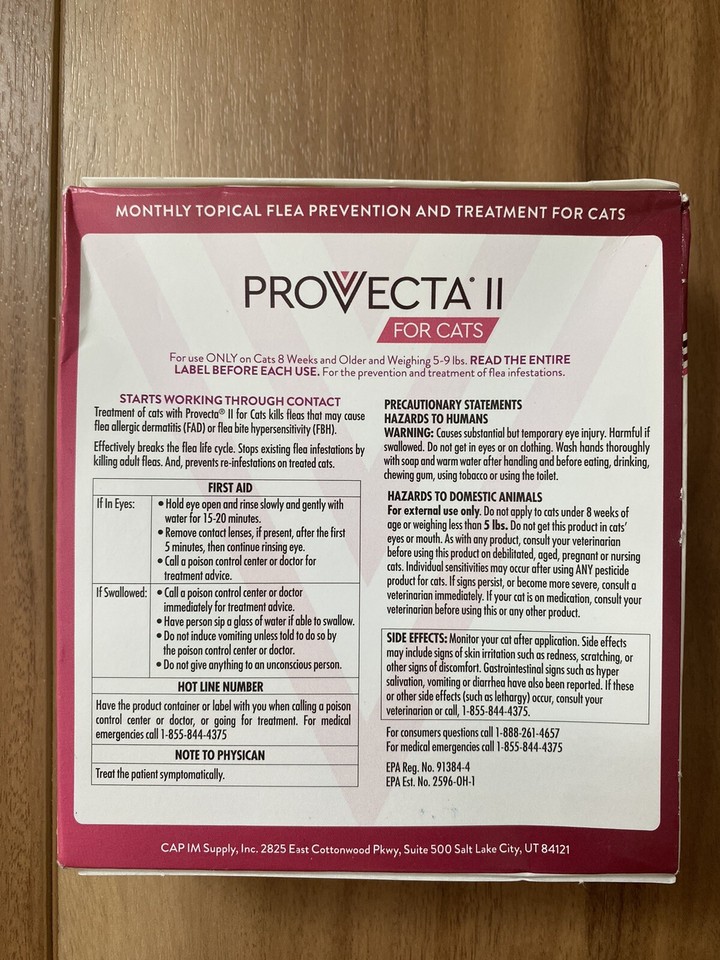 MONTHLY TOPICAL FLEA PREVENTION AND TREATMENT FOR CATS
PROVECTA® II
FOR CATS
For use ONLY on Cats 8 Weeks and Older and Weighing 5-9 lbs. READ THE ENTIRE
LABEL BEFORE EACH USE. For the prevention and treatment of flea infestations.
STARTS WORKING THROUGH CONTACT
Treatment of cats with Provecta® II for Cats kills fleas that may cause
flea allergic dermatitis (FAD) or flea bite hypersensitivity (FBH).
Effectively breaks the flea life cycle. Stops existing flea infestations by
killing adult fleas. And, prevents re-infestations on treated cats.
FIRST AID
If In Eyes:
• Hold eye open and rinse slowly and gently with
water for 15-20 minutes.
• Remove contact lenses, if present, after the first
5 minutes, then continue rinsing eye.
• Call a poison control center or doctor for
treatment advice.
If Swallowed:
• Call a poison control center or doctor
immediately for treatment advice.
• Have person sip a glass of water if able to swallow.
• Do not induce vomiting unless told to do so by
the poison control center or doctor.
• Do not give anything to an unconscious person.
HOT LINE NUMBER
Have the product container or label with you when calling a poison
control center or doctor, or going for treatment. For medical
emergencies call 1-855-844-4375
NOTE TO PHYSICAN
Treat the patient symptomatically.
PRECAUTIONARY STATEMENTS
HAZARDS TO HUMANS
WARNING: Causes substantial but temporary eye injury. Harmful if
swallowed. Do not get in eyes or on clothing. Wash hands thoroughly
with soap and warm water after handling and before eating, drinking,
chewing gum, using tobacco or using the toilet.
HAZARDS TO DOMESTIC ANIMALS
For external use only. Do not apply to cats under 8 weeks of
age or weighing less than 5 lbs. Do not get this product in cats'
eyes or mouth. As with any product, consult your veterinarian
before using this product on debilitated, aged, pregnant or nursing
cats. Individual sensitivities may occur after using ANY pesticide
product for cats. If signs persist, or become more severe, consult a
veterinarian immediately. If your cat is on medication, consult your
veterinarian before using this or any other product.
SIDE EFFECTS: Monitor your cat after application. Side effects
may include signs of skin irritation such as redness, scratching, or
other signs of discomfort. Gastrointestinal signs such as hyper
salivation, vomiting or diarrhea have also been reported. If these
or other side effects (such as lethargy) occur, consult your
veterinarian or call, 1-855-844-4375.
For consumers questions call 1-888-261-4657
For medical emergencies call 1-855-844-4375
EPA Reg. No. 91384-4
EPA Est. No. 2596-OH-1
CAP IM Supply, Inc. 2825 East Cottonwood Pkwy, Suite 500 Salt Lake City, UT 84121